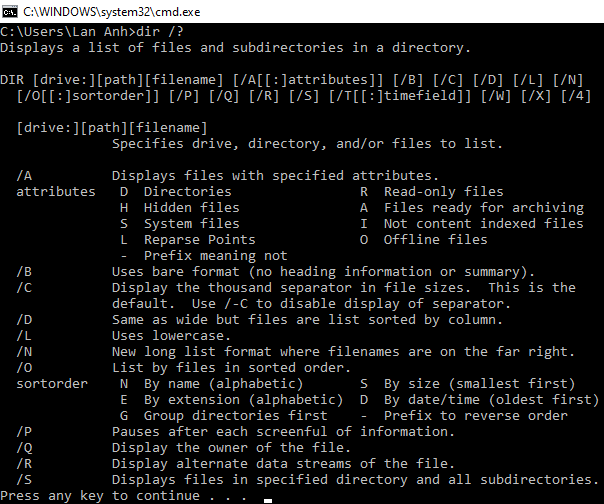 C:\WINDOWS\system32\cmd.exe
C:\Users\Lan Anh>dir /?
Displays a list of files and subdirectories in a directory.
DIR [drive:][path][filename] [/A[[:]attributes]] [/B] [/C] [/D] [/L] [/N]
  [/O[[:]sortorder]] [/P] [/Q] [/R] [/S] [/T[[:]timefield]] [/W] [/X] [/4]
  [drive:][path][filename]
              Specifies drive, directory, and/or files to list.
  /A          Displays files with specified attributes.
  attributes   D  Directories                R  Read-only files
               H  Hidden files               A  Files ready for archiving
               S  System files               I  Not content indexed files
               L  Reparse Points             O  Offline files
               -  Prefix meaning not
  /B          Uses bare format (no heading information or summary).
  /C          Display the thousand separator in file sizes.  This is the
              default.  Use /-C to disable display of separator.
  /D          Same as wide but files are list sorted by column.
  /L          Uses lowercase.
  /N          New long list format where filenames are on the far right.
  /O          List by files in sorted order.
  sortorder    N  By name (alphabetic)       S  By size (smallest first)
               E  By extension (alphabetic)  D  By date/time (oldest first)
               G  Group directories first    -  Prefix to reverse order
  /P          Pauses after each screenful of information.
  /Q          Display the owner of the file.
  /R          Display alternate data streams of the file.
  /S          Displays files in specified directory and all subdirectories.
Press any key to continue . . .